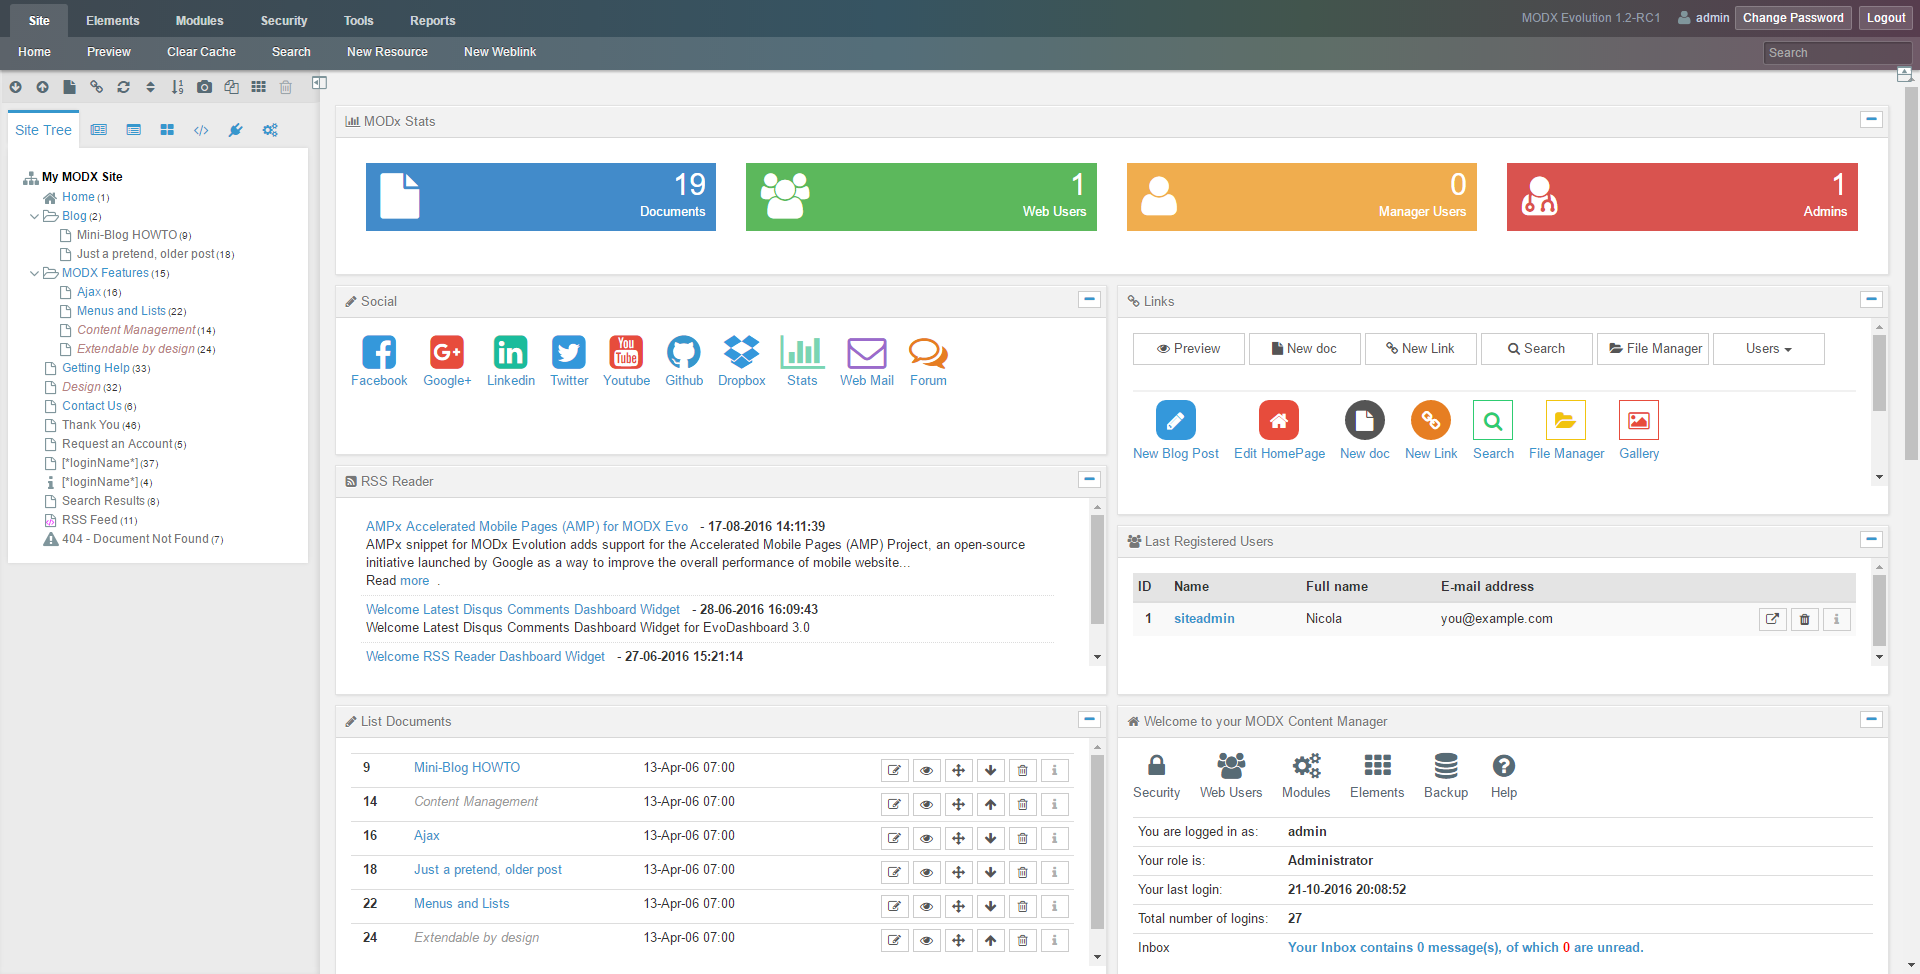 Site Elements Modules Security Tools Reports MODX Evolution 1.2-RC1 admin Change Password Logout
Home Preview Clear Cache Search New Resource New Weblink Search
Site Tree
My MODX Site
Home (1)
Blog (2)
Mini-Blog HOWTO (9)
Just a pretend, older post (18)
MODX Features (15)
Ajax (16)
Menus and Lists (22)
Content Management (14)
Extendable by design (24)
Getting Help (33)
Design (32)
Contact Us (6)
Thank You (46)
Request an Account (5)
[*loginName*] (37)
[*loginName*] (4)
Search Results (8)
RSS Feed (11)
404 - Document Not Found (7)
MODx Stats
19
Documents
1
Web Users
0
Manager Users
1
Admins
Social
Facebook Google+ Linkedin Twitter Youtube Github Dropbox Stats Web Mail Forum
Links
Preview New doc New Link Search File Manager Users
New Blog Post Edit HomePage New doc New Link Search File Manager Gallery
RSS Reader
AMPx Accelerated Mobile Pages (AMP) for MODX Evo - 17-08-2016 14:11:39
AMPx snippet for MODx Evolution adds support for the Accelerated Mobile Pages (AMP) Project, an open-source
initiative launched by Google as a way to improve the overall performance of mobile website...
Read more .
Welcome Latest Disqus Comments Dashboard Widget - 28-06-2016 16:09:43
Welcome Latest Disqus Comments Dashboard Widget for EvoDashboard 3.0
Welcome RSS Reader Dashboard Widget - 27-06-2016 15:21:14
Last Registered Users
ID Name Full name E-mail address
1 siteadmin Nicola you@example.com
List Documents
9 Mini-Blog HOWTO 13-Apr-06 07:00
14 Content Management 13-Apr-06 07:00
16 Ajax 13-Apr-06 07:00
18 Just a pretend, older post 13-Apr-06 07:00
22 Menus and Lists 13-Apr-06 07:00
24 Extendable by design 13-Apr-06 07:00
Welcome to your MODX Content Manager
Security Web Users Modules Elements Backup Help
You are logged in as: admin
Your role is: Administrator
Your last login: 21-10-2016 20:08:52
Total number of logins: 27
Inbox Your Inbox contains 0 message(s), of which 0 are unread.